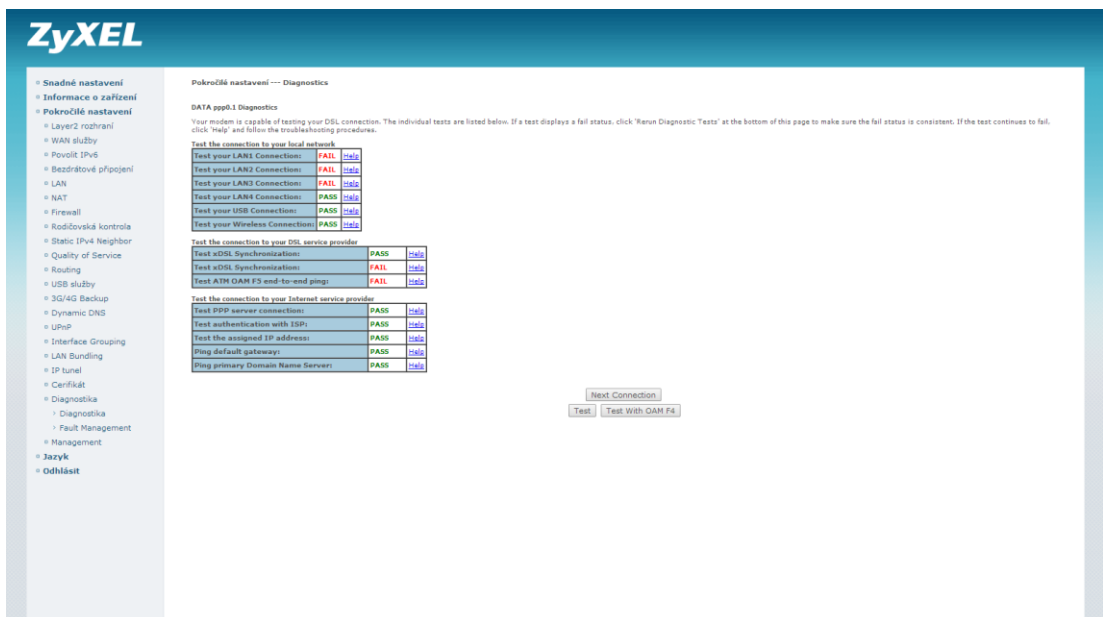 ZyXEL
Snadné nastavení
Informace o zařízení
Pokročilé nastavení
Layer2 rozhraní
WAN služby
Povolit IPv6
Bezdrátové připojení
LAN
NAT
Firewall
Rodičovská kontrola
Static IPv4 Neighbor
Quality of Service
Routing
USB služby
3G/4G Backup
Dynamic DNS
UPnP
Interface Grouping
LAN Bundling
IP tunel
Cerifikát
Diagnostika
Diagnostika
Fault Management
Management
Jazyk
Odhlásit
Pokročilé nastavení --- Diagnostics
DATA ppp0.1 Diagnostics
Your modem is capable of testing your DSL connection. The individual tests are listed below. If a test displays a fail status, click 'Rerun Diagnostic Tests' at the bottom of this page to make sure the fail status is consistent. If the test continues to fail,
click 'Help' and follow the troubleshooting procedures.
Test the connection to your local network
Test your LAN1 Connection: FAIL Help
Test your LAN2 Connection: FAIL Help
Test your LAN3 Connection: FAIL Help
Test your LAN4 Connection: PASS Help
Test your USB Connection: PASS Help
Test your Wireless Connection: PASS Help
Test the connection to your DSL service provider
Test xDSL Synchronization: PASS Help
Test xDSL Synchronization: FAIL Help
Test ATM OAM F5 end-to-end ping: FAIL Help
Test the connection to your Internet service provider
Test PPP server connection: PASS Help
Test authentication with ISP: PASS Help
Test the assigned IP address: PASS Help
Ping default gateway: PASS Help
Ping primary Domain Name Server: PASS Help
Next Connection
Test Test With OAM F4